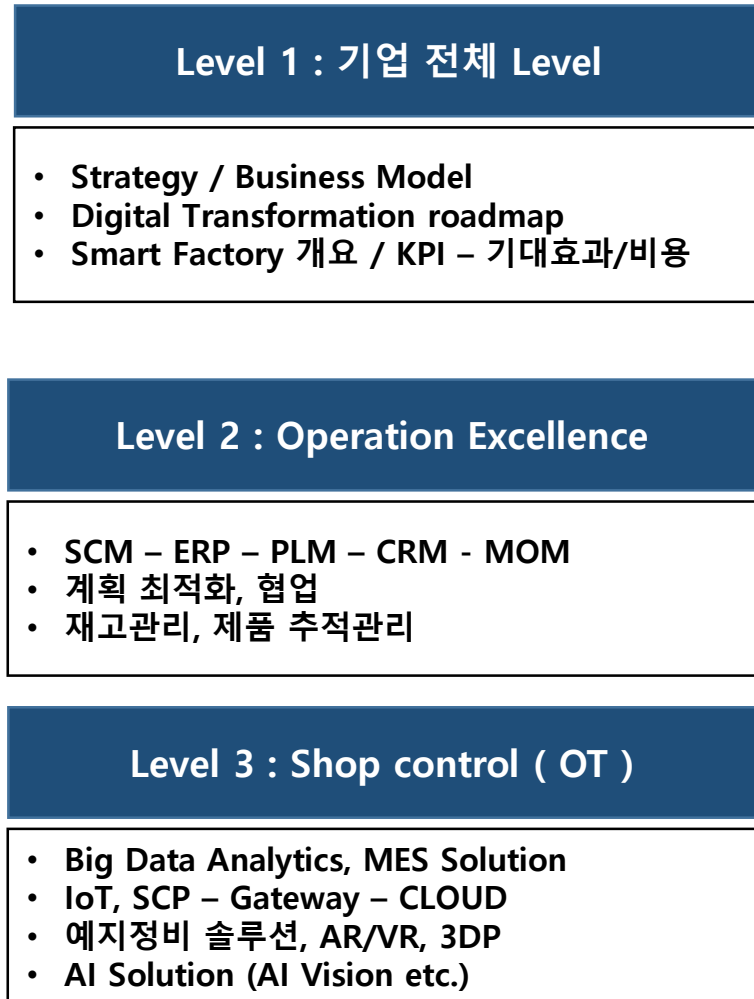 Level 1 : 기업 전체 Level
• Strategy / Business Model
• Digital Transformation roadmap
• Smart Factory 개요 / KPI – 기대효과/비용
Level 2 : Operation Excellence
• SCM – ERP – PLM – CRM - MOM
• 계획 최적화, 협업
• 재고관리, 제품 추적관리
Level 3 : Shop control ( OT )
• Big Data Analytics, MES Solution
• IoT, SCP – Gateway – CLOUD
• 예지정비 솔루션, AR/VR, 3DP
• AI Solution (AI Vision etc.)